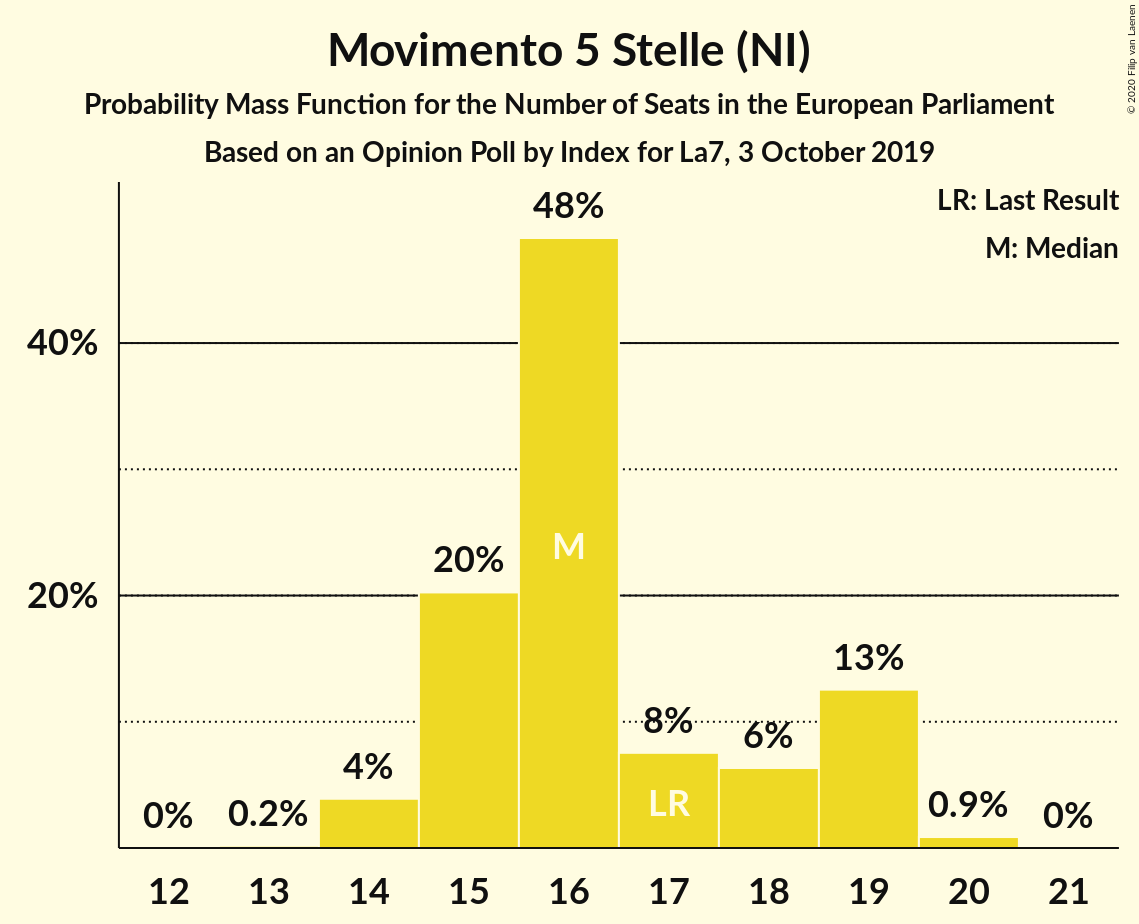 Movimento 5 Stelle (NI)
Probability Mass Function for the Number of Seats in the European Parliament
Based on an Opinion Poll by Index for La7, 3 October 2019
© 2020 Filip van Laenen
LR: Last Result
M: Median
48%
40%
M
20%
20%
13%
8%
6%
4%
LR
0%
0.2%
0.9%
0%
12 13 14 15 16 17 18 19 20 21